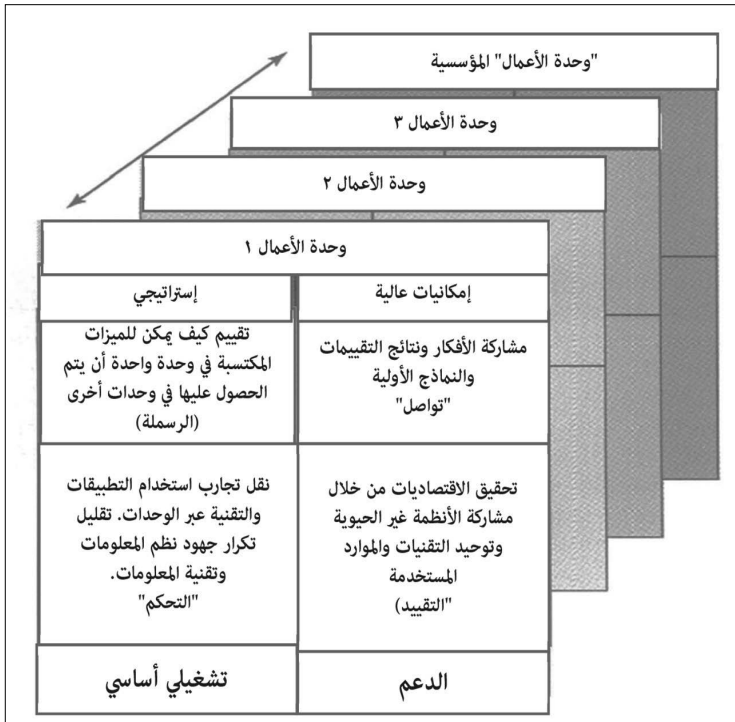 "وحدة الأعمال" المؤسسية
وحدة الأعمال ٣
وحدة الأعمال ٢
وحدة الأعمال ١
إمكانيات عالية
إستراتيجي
مشاركة الأفكار ونتائج التقييمات
والنماذج الأولية
"تواصل"
تقييم كيف يمكن للميزات
المكتسبة في وحدة واحدة أن يتم
الحصول عليها في وحدات أخرى
(الرسملة)
تحقيق الاقتصاديات من خلال
مشاركة الأنظمة غير الحيوية
وتوحيد التقنيات والموارد
المستخدمة
"التقييد)
نقل تجارب استخدام التطبيقات
والتقنية عبر الوحدات. تقليل
تكرار جهود نظم المعلومات
وتقنية المعلومات.
"التحكم"
الدعم
تشغيلي أساسي